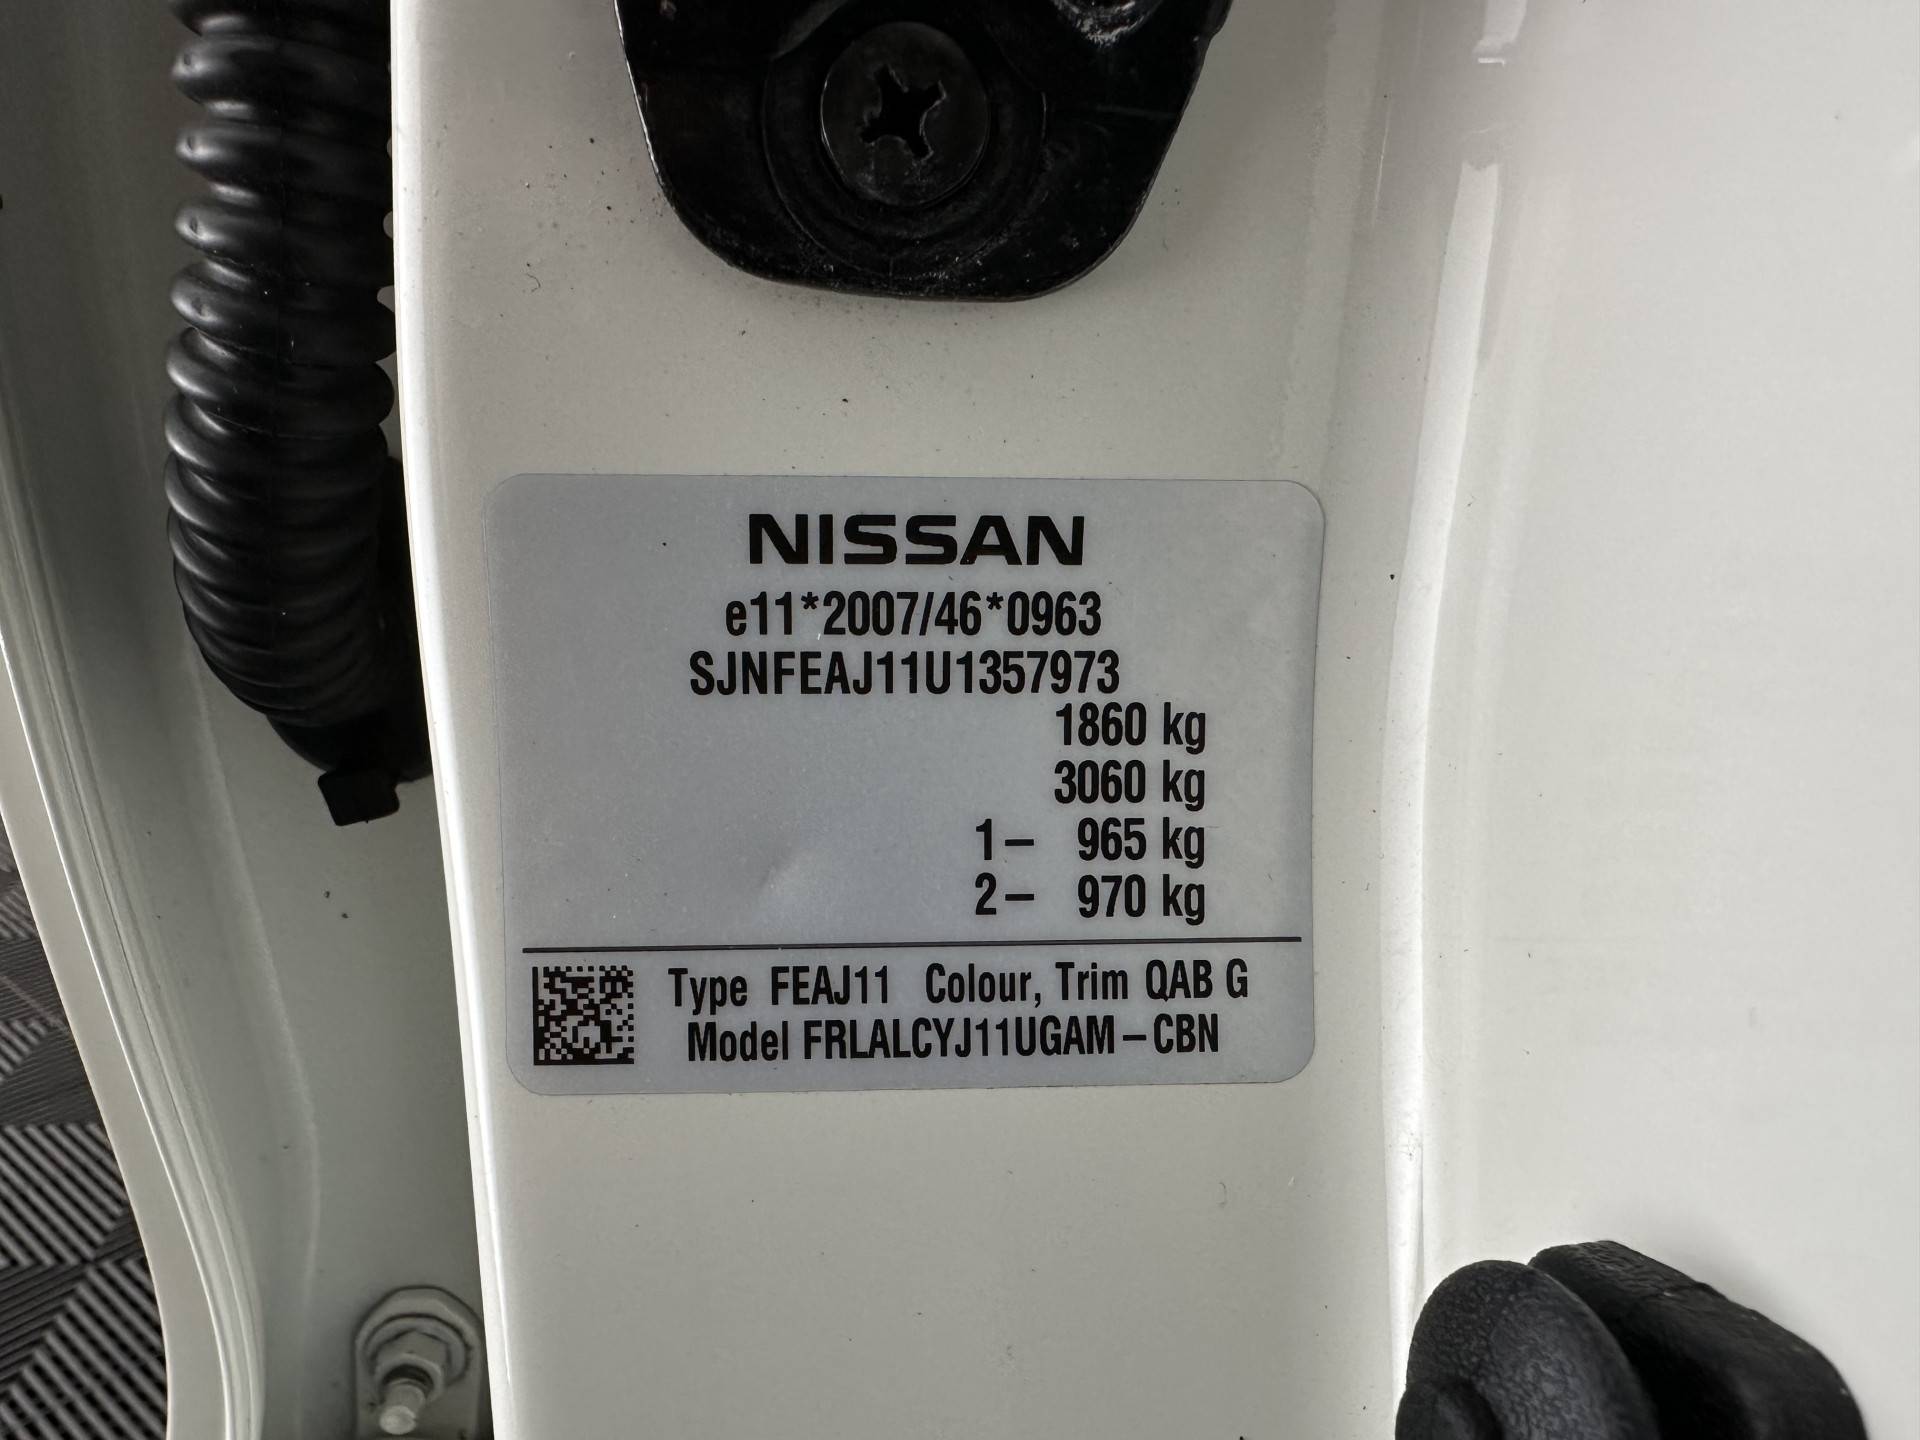 NISSAN
e11*2007/46*0963
SJNFEAJ11U1357973
1860 kg
3060 kg
1– 965 kg
2– 970 kg
Type FEAJ11 Colour, Trim QAB G
Model FRLALCYJ11UGAM–CBN